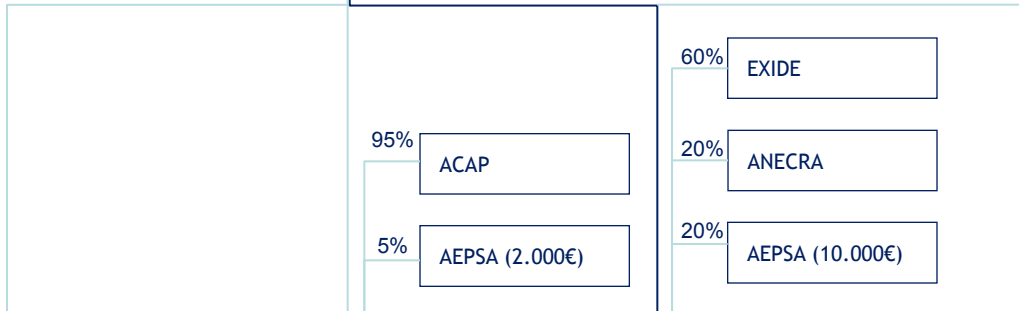 95%
ACAP
5%
AEPSA (2.000€)
60%
EXIDE
20%
ANECRA
20%
AEPSA (10.000€)